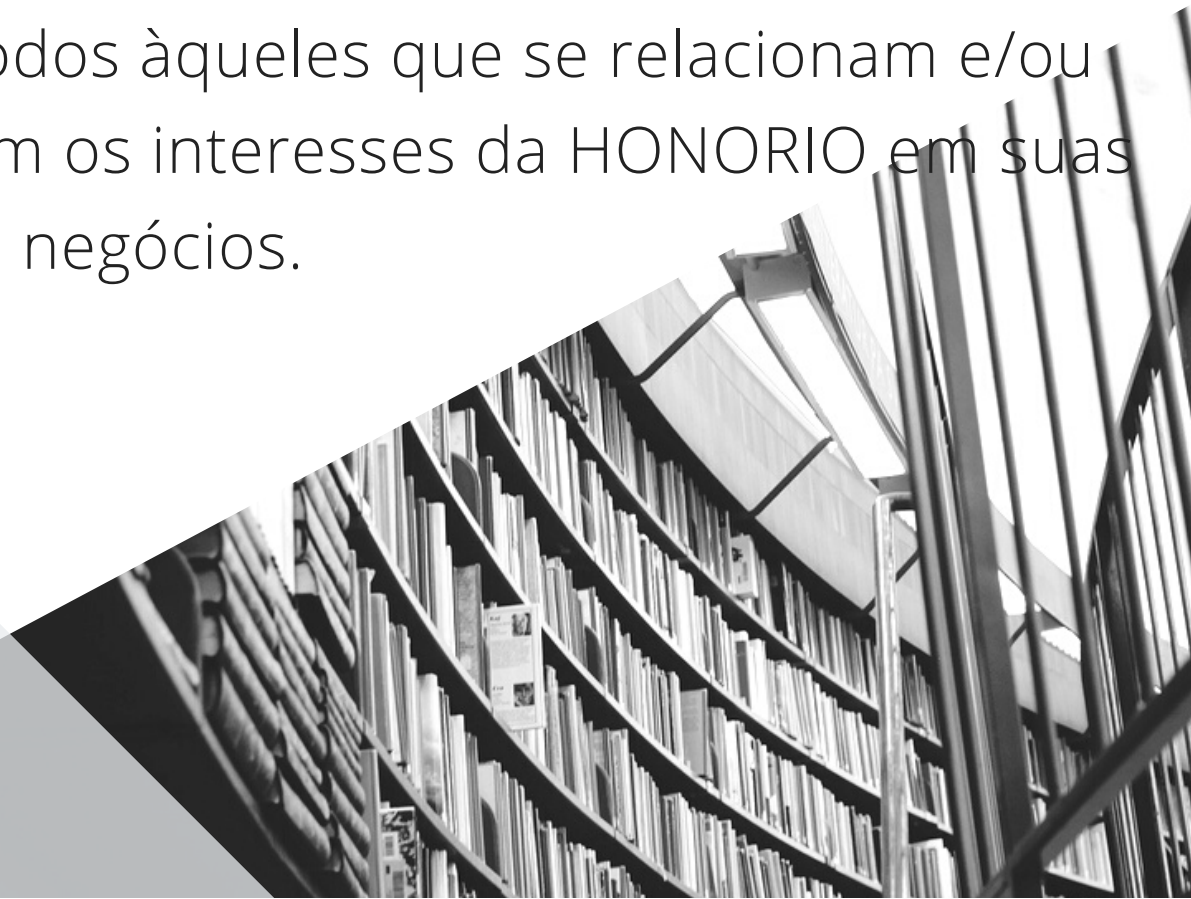 odos àqueles que se relacionam e/ou
m os interesses da HONORIO em suas
negócios.